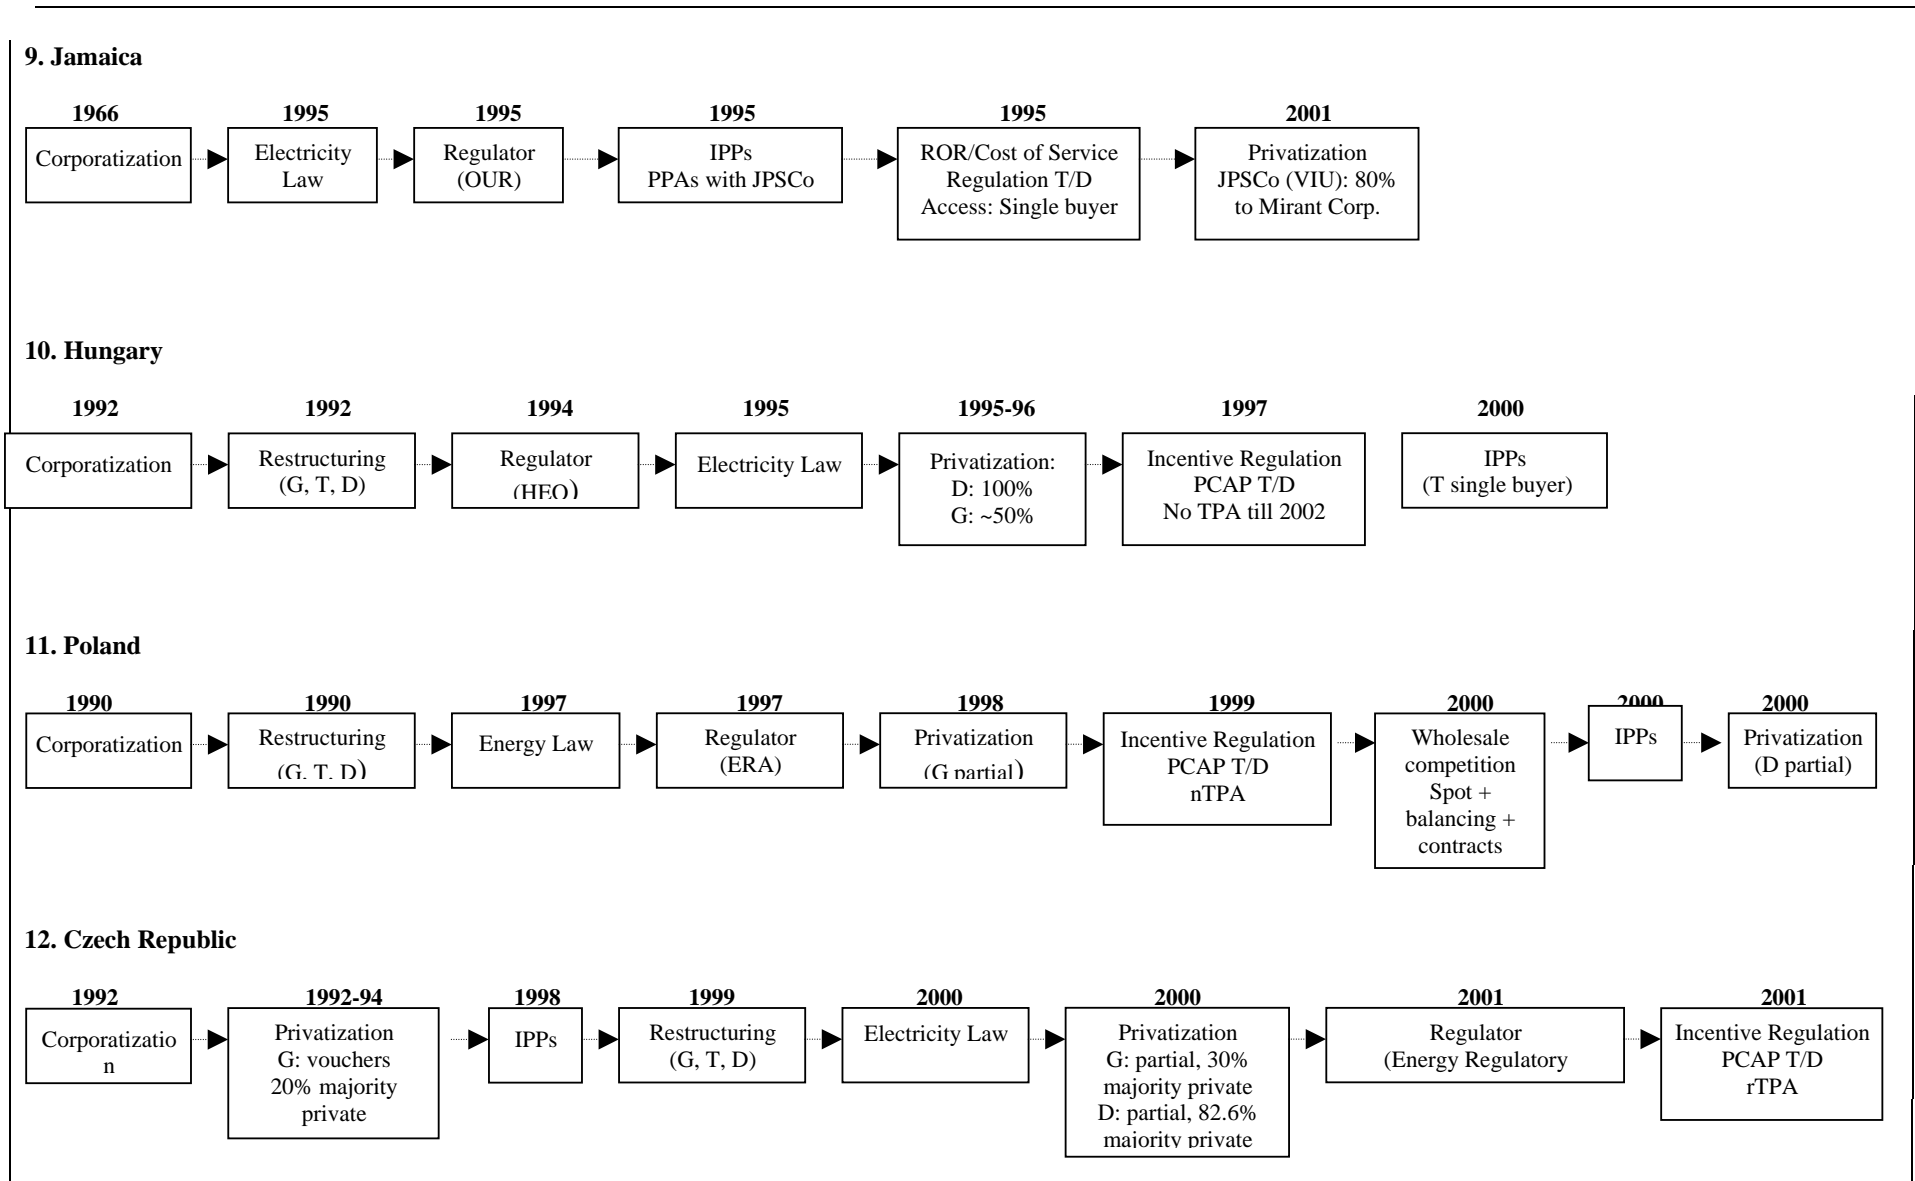 9. Jamaica
1966
Corporatization
1995
Electricity
Law
1995
Regulator
(OUR)
1995
IPPs
PPAs with JPSCo
1995
ROR/Cost of Service
Regulation T/D
Access: Single buyer
2001
Privatization
JPSCo (VIU): 80%
to Mirant Corp.
10. Hungary
1992
Corporatization
1992
Restructuring
(G, T, D)
1994
Regulator
(HEO)
1995
Electricity Law
1995-96
Privatization:
D: 100%
G: ~50%
1997
Incentive Regulation
PCAP T/D
No TPA till 2002
2000
IPPs
(T single buyer)
11. Poland
1990
Corporatization
1990
Restructuring
(G, T, D)
1997
Energy Law
1997
Regulator
(ERA)
1998
Privatization
(G partial)
1999
Incentive Regulation
PCAP T/D
nTPA
2000
Wholesale
competition
Spot +
balancing +
contracts
2000
IPPs
2000
Privatization
(D partial)
12. Czech Republic
1992
Corporatizatio
n
1992-94
Privatization
G: vouchers
20% majority
private
1998
IPPs
1999
Restructuring
(G, T, D)
2000
Electricity Law
2000
Privatization
G: partial, 30%
majority private
D: partial, 82.6%
majority private
2001
Regulator
(Energy Regulatory
2001
Incentive Regulation
PCAP T/D
rTPA